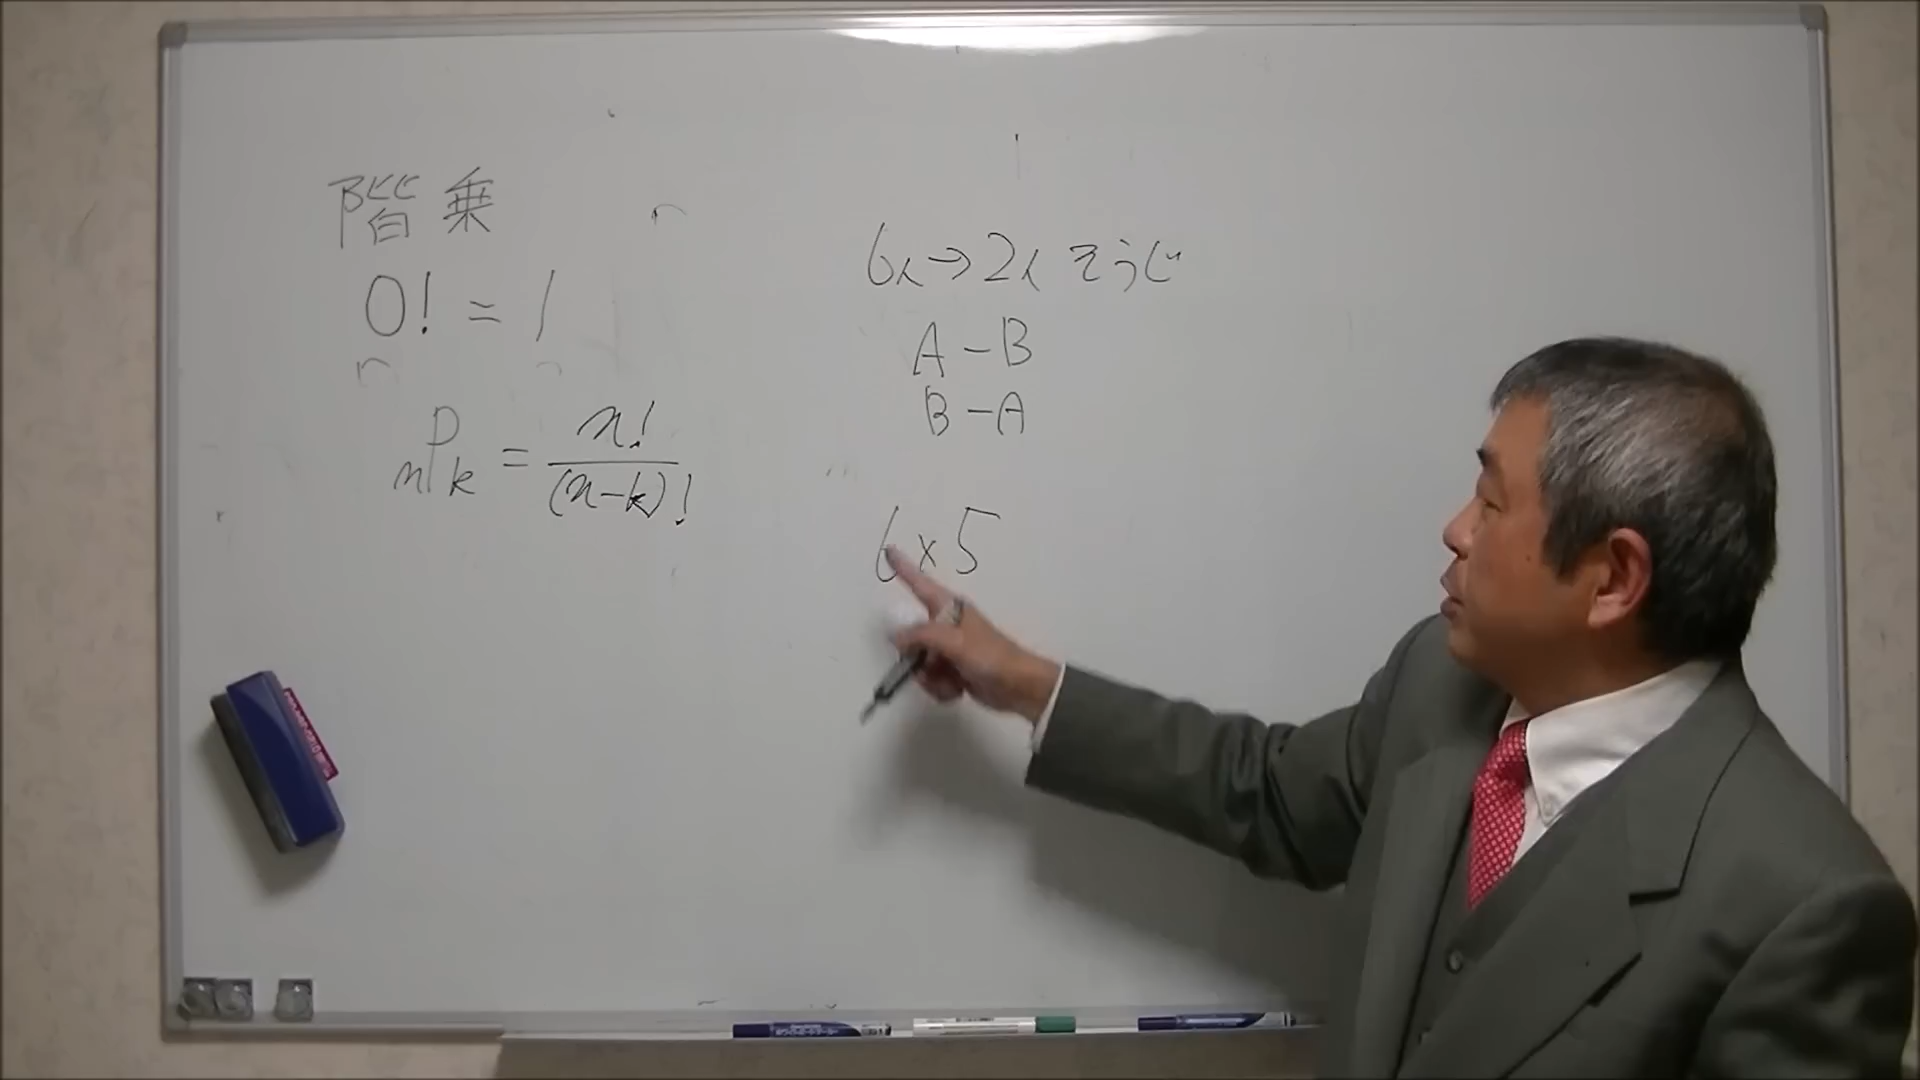 階乗
0! = 1
nPk = n! / (n-k)!
6人→2人 そうじ
A－B
B－A
6×5